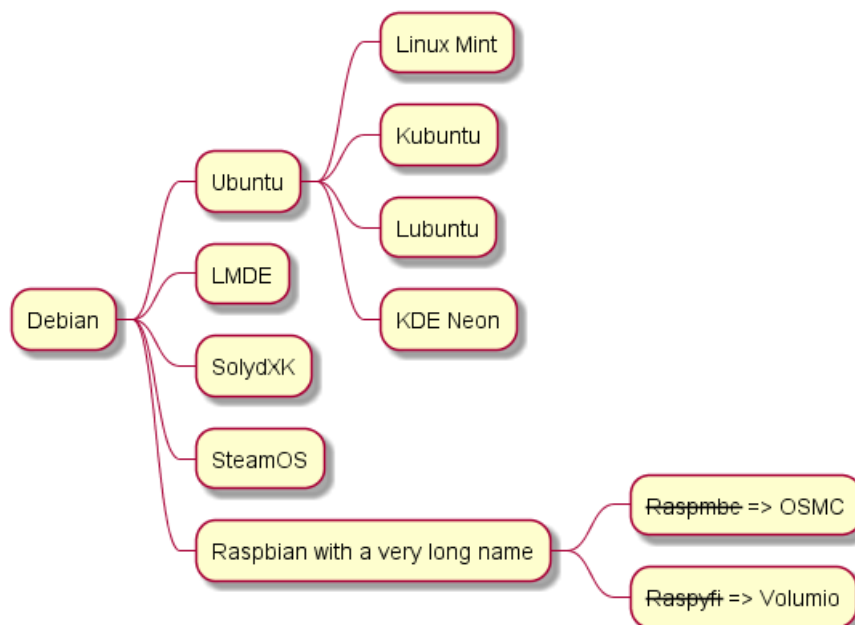 Debian
Ubuntu
Linux Mint
Kubuntu
Lubuntu
KDE Neon
LMDE
SolydXK
SteamOS
Raspbian with a very long name
Raspmbc => OSMC
Raspyfi => Volumio